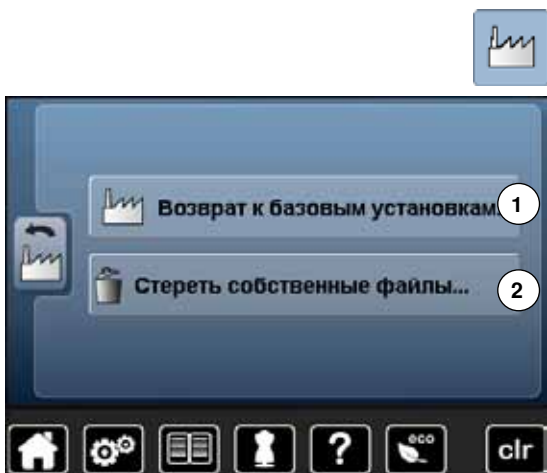 Возврат к базовым установкам.
1
Стереть собственные файлы...
2
?
eco
clr